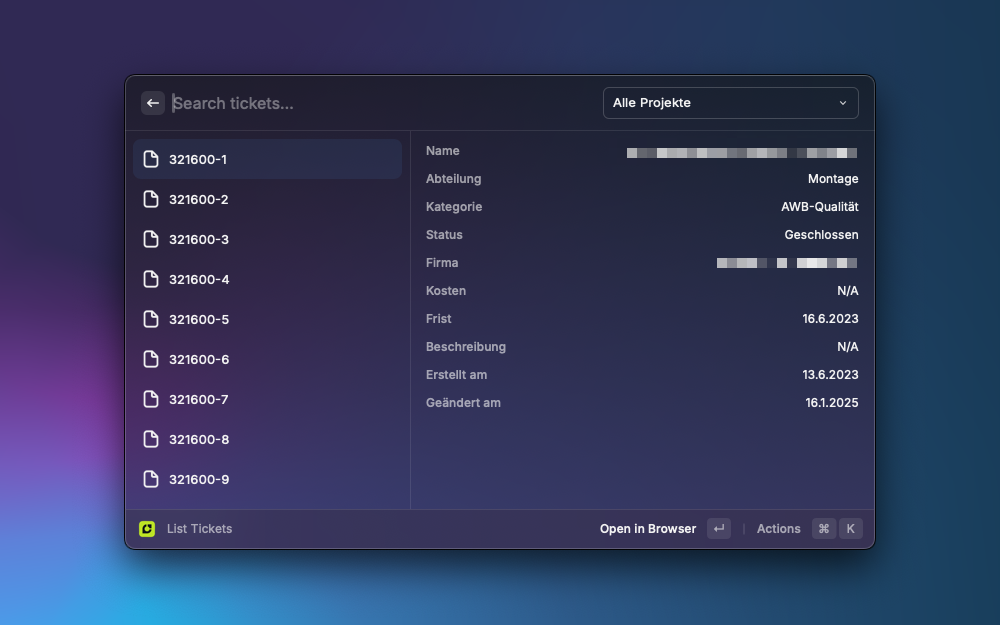 Search tickets...
Alle Projekte
321600-1
321600-2
321600-3
321600-4
321600-5
321600-6
321600-7
321600-8
321600-9
Name
Abteilung Montage
Kategorie AWB-Qualität
Status Geschlossen
Firma
Kosten N/A
Frist 16.6.2023
Beschreibung N/A
Erstellt am 13.6.2023
Geändert am 16.1.2025
List Tickets
Open in Browser ↵ | Actions ⌘ K